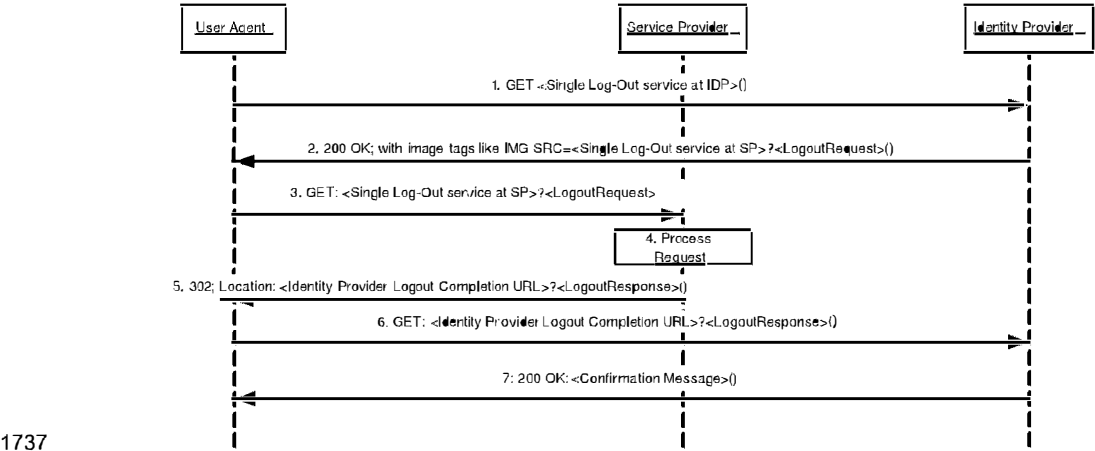 User Agent
Service Provider
Identity Provider
1. GET <Single Log-Out service at IDP>()
2. 200 OK; with image tags like IMG SRC=<Single Log-Out service at SP>?<LogoutRequest>()
3. GET: <Single Log-Out service at SP>?<LogoutRequest>
4. Process
Request
5. 302; Location: <Identity Provider Logout Completion URL>?<LogoutResponse>()
6. GET: <Identity Provider Logout Completion URL>?<LogoutResponse>()
7: 200 OK: <Confirmation Message>()
1737